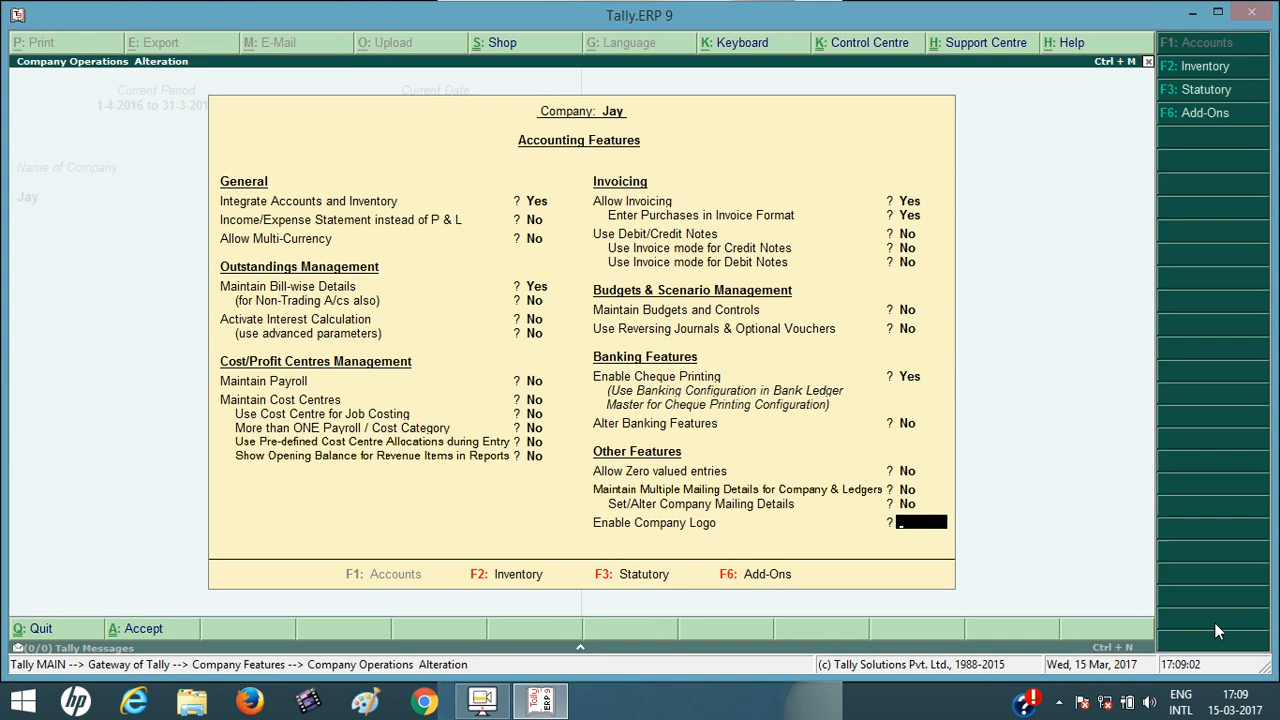 Tally.ERP 9
P: Print
E: Export
M: E-Mail
O: Upload
S: Shop
G: Language
K: Keyboard
K: Control Centre
H: Support Centre
H: Help
F1: Accounts
F2: Inventory
F3: Statutory
F6: Add-Ons
Company Operations Alteration
Ctrl + M
Current Period
1-4-2016 to 31-3-201
Current Date
Name of Company
Jay
Company: Jay
Accounting Features
General
Integrate Accounts and Inventory ? Yes
Income/Expense Statement instead of P & L ? No
Allow Multi-Currency ? No
Outstandings Management
Maintain Bill-wise Details ? Yes
(for Non-Trading A/cs also) ? No
Activate Interest Calculation ? No
(use advanced parameters) ? No
Cost/Profit Centres Management
Maintain Payroll ? No
Maintain Cost Centres ? No
Use Cost Centre for Job Costing ? No
More than ONE Payroll / Cost Category ? No
Use Pre-defined Cost Centre Allocations during Entry ? No
Show Opening Balance for Revenue Items in Reports ? No
Invoicing
Allow Invoicing ? Yes
Enter Purchases in Invoice Format ? Yes
Use Debit/Credit Notes ? No
Use Invoice mode for Credit Notes ? No
Use Invoice mode for Debit Notes ? No
Budgets & Scenario Management
Maintain Budgets and Controls ? No
Use Reversing Journals & Optional Vouchers ? No
Banking Features
Enable Cheque Printing ? Yes
(Use Banking Configuration in Bank Ledger
Master for Cheque Printing Configuration)
Alter Banking Features ? No
Other Features
Allow Zero valued entries ? No
Maintain Multiple Mailing Details for Company & Ledgers ? No
Set/Alter Company Mailing Details ? No
Enable Company Logo ?
F1: Accounts
F2: Inventory
F3: Statutory
F6: Add-Ons
Q: Quit
A: Accept
(0/0) Tally Messages
Ctrl + N
Tally MAIN --> Gateway of Tally --> Company Features --> Company Operations Alteration
(c) Tally Solutions Pvt. Ltd., 1988-2015
Wed, 15 Mar, 2017
17:09:02
ENG
INTL
17:09
15-03-2017